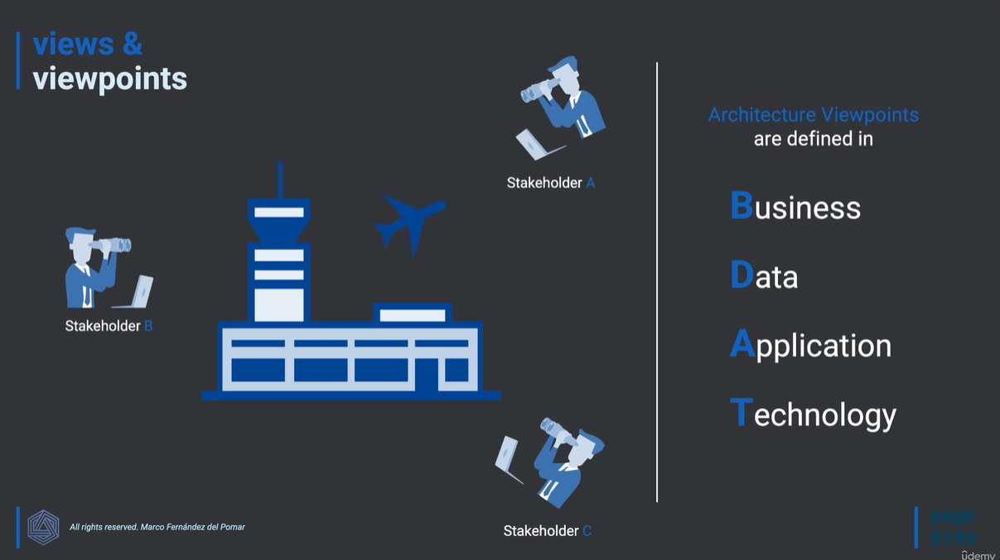 views &
viewpoints
Stakeholder A
Stakeholder B
Stakeholder C
Architecture Viewpoints
are defined in
Business
Data
Application
Technology
All rights reserved. Marco Fernández del Pomar
page
0199
udemy